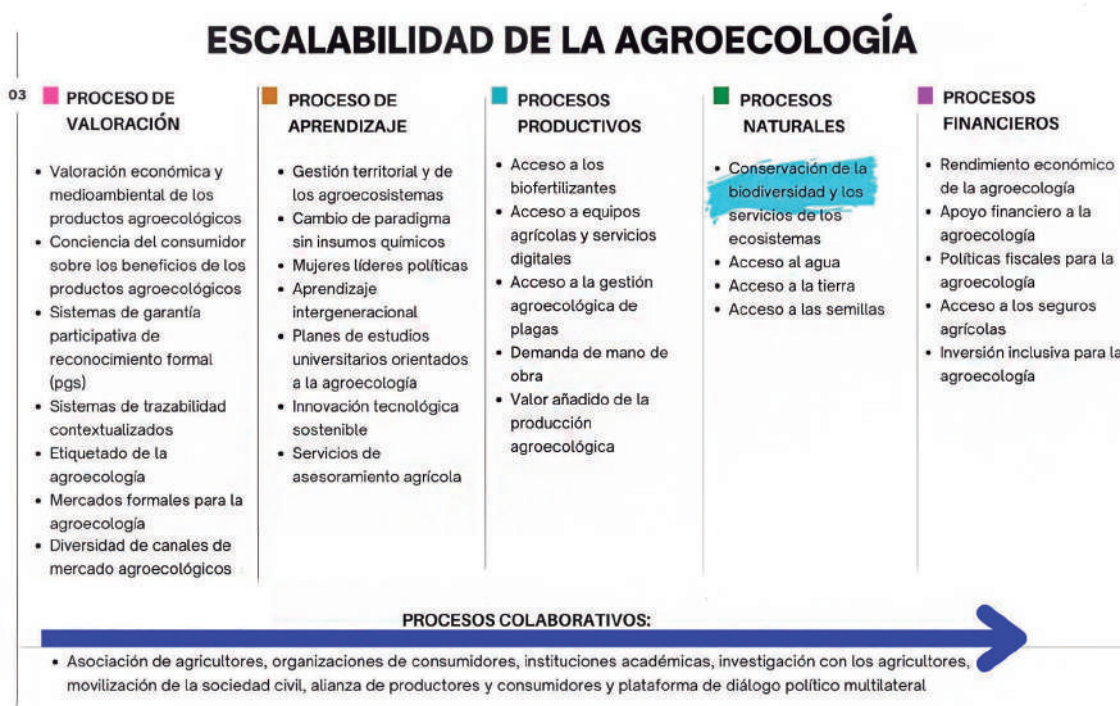 ESCALABILIDAD DE LA AGROECOLOGÍA
03
PROCESO DE
VALORACIÓN
• Valoración económica y
medioambiental de los
productos agroecológicos
• Conciencia del consumidor
sobre los beneficios de los
productos agroecológicos
• Sistemas de garantía
participativa de
reconocimiento formal
(pgs)
• Sistemas de trazabilidad
contextualizados
• Etiquetado de la
agroecología
• Mercados formales para la
agroecología
• Diversidad de canales de
mercado agroecológicos
PROCESO DE
APRENDIZAJE
• Gestión territorial y de
los agroecosistemas
• Cambio de paradigma
sin insumos químicos
• Mujeres líderes políticas
• Aprendizaje
intergeneracional
• Planes de estudios
universitarios orientados
a la agroecología
• Innovación tecnológica
sostenible
• Servicios de
asesoramiento agrícola
PROCESOS
PRODUCTIVOS
• Acceso a los
biofertilizantes
• Acceso a equipos
agrícolas y servicios
digitales
• Acceso a la gestión
agroecológica de
plagas
• Demanda de mano de
obra
• Valor añadido de la
producción
agroecológica
PROCESOS
NATURALES
• Conservación de la
biodiversidad y los
servicios de los
ecosistemas
• Acceso al agua
• Acceso a la tierra
• Acceso a las semillas
PROCESOS
FINANCIEROS
• Rendimiento económico
de la agroecología
• Apoyo financiero a la
agroecología
• Políticas fiscales para la
agroecología
• Acceso a los seguros
agrícolas
• Inversión inclusiva para la
agroecología
PROCESOS COLABORATIVOS:
• Asociación de agricultores, organizaciones de consumidores, instituciones académicas, investigación con los agricultores,
movilización de la sociedad civil, alianza de productores y consumidores y plataforma de diálogo político multilateral